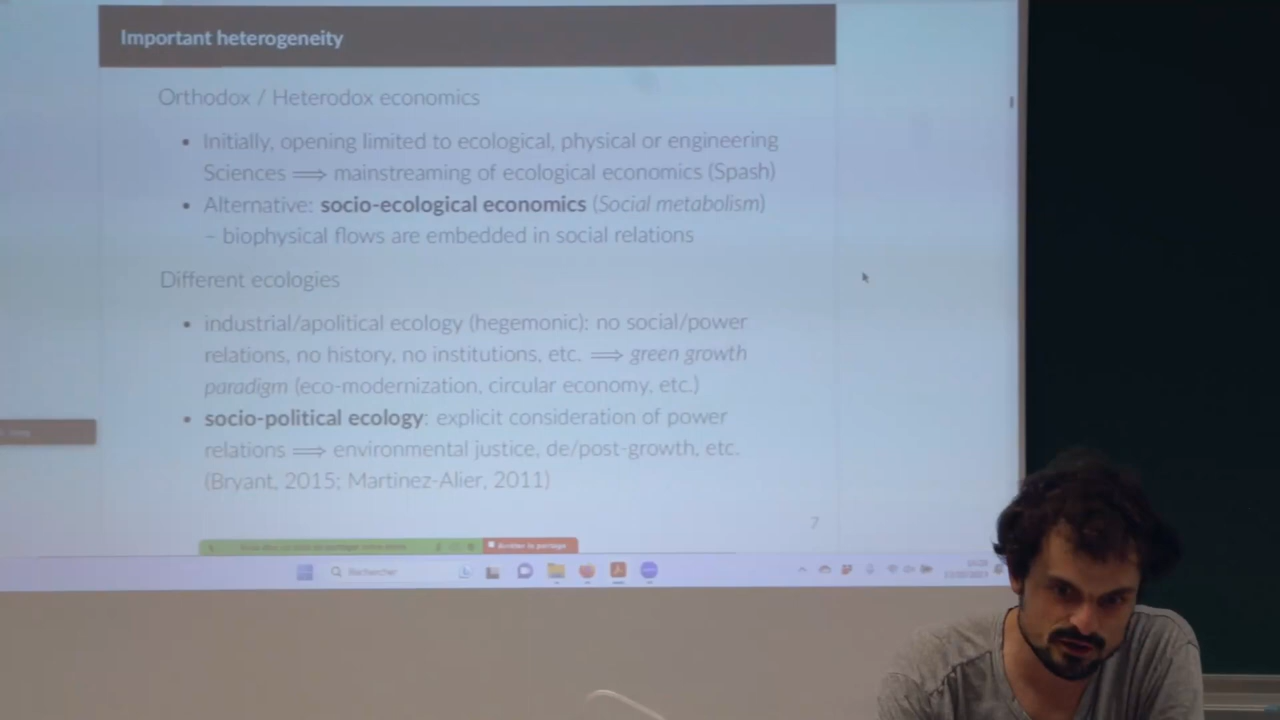 Important heterogeneity
Orthodox / Heterodox economics
• Initially, opening limited to ecological, physical or engineering
Sciences ⟹ mainstreaming of ecological economics (Spash)
• Alternative: socio-ecological economics (Social metabolism)
– biophysical flows are embedded in social relations
Different ecologies
• industrial/apolitical ecology (hegemonic): no social/power
relations, no history, no institutions, etc. ⟹ green growth
paradigm (eco-modernization, circular economy, etc.)
• socio-political ecology: explicit consideration of power
relations ⟹ environmental justice, de/post-growth, etc.
(Bryant, 2015; Martinez-Alier, 2011)
7
Arrêter le partage
Rechercher